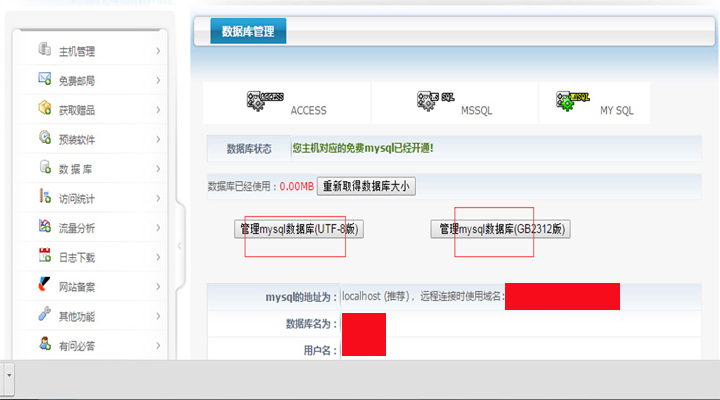 主机管理
免费邮局
获取赠品
预装软件
数 据 库
访问统计
流量分析
日志下载
网站备案
其他功能
有问必答
数据库管理
ACCESS ACCESS
MS SQL MSSQL
MYSQL MY SQL
数据库状态 您主机对应的免费mysql已经开通!
数据库已经使用：0.00MB 重新取得数据库大小
管理mysql数据库(UTF-8版) 管理mysql数据库(GB2312版)
mysql的地址为： localhost (推荐) ，远程连接时使用域名:
数据库名为：
用户名：